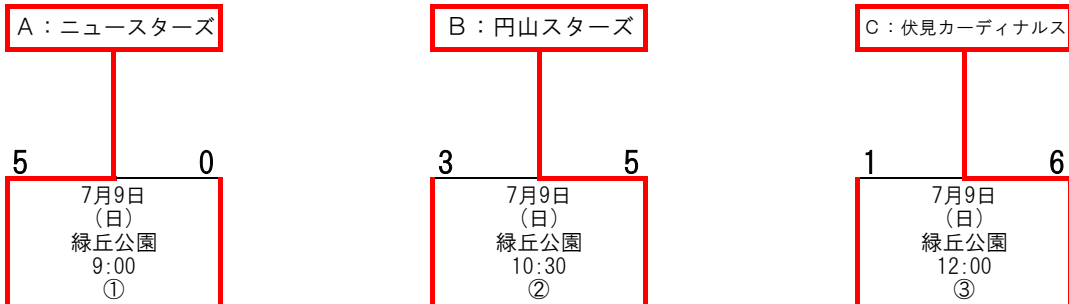 A：ニュースターズ
B：円山スターズ
C：伏見カーディナルス
5 0
3 5
1 6
7月9日
（日）
緑丘公園
9:00
①
7月9日
（日）
緑丘公園
10:30
②
7月9日
（日）
緑丘公園
12:00
③